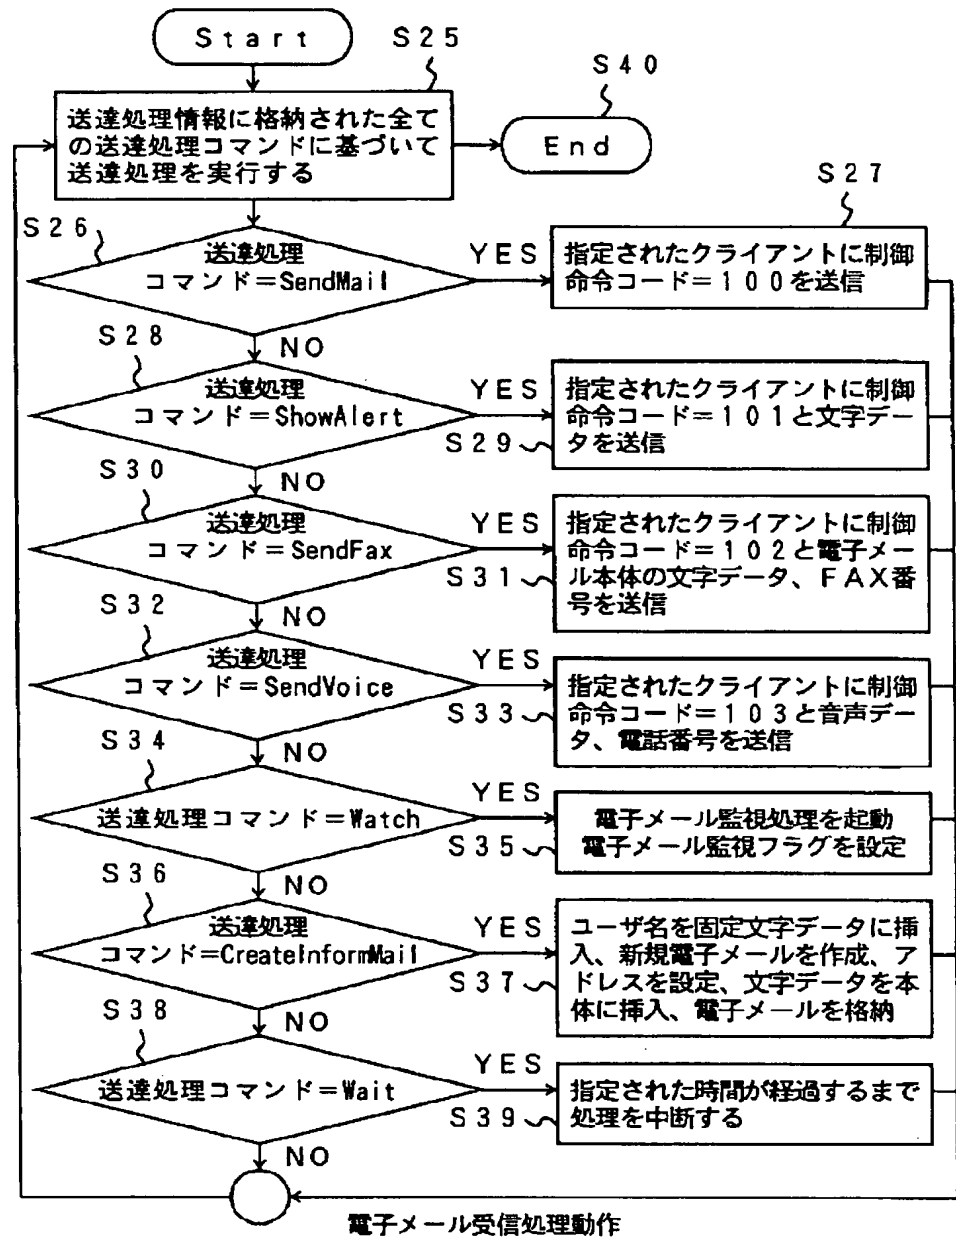 Start
S25
S40
送達処理情報に格納された全て
の送達処理コマンドに基づいて
送達処理を実行する
End
S27
S26
送達処理
コマンド＝SendMail
YES
指定されたクライアントに制御
命令コード＝１００を送信
NO
S28
送達処理
コマンド＝ShowAlert
YES
S29
指定されたクライアントに制御
命令コード＝１０１と文字デー
タを送信
NO
S30
送達処理
コマンド＝SendFax
YES
S31
指定されたクライアントに制御
命令コード＝１０２と電子メー
ル本体の文字データ、ＦＡＸ番
号を送信
NO
S32
送達処理
コマンド＝SendVoice
YES
S33
指定されたクライアントに制御
命令コード＝１０３と音声デー
タ、電話番号を送信
NO
S34
送達処理コマンド＝Watch
YES
S35
電子メール監視処理を起動
電子メール監視フラグを設定
NO
S36
送達処理
コマンド=CreateInformMail
YES
S37
ユーザ名を固定文字データに挿
入、新規電子メールを作成、ア
ドレスを設定、文字データを本
体に挿入、電子メールを格納
NO
S38
送達処理コマンド＝Wait
YES
S39
指定された時間が経過するまで
処理を中断する
NO
電子メール受信処理動作